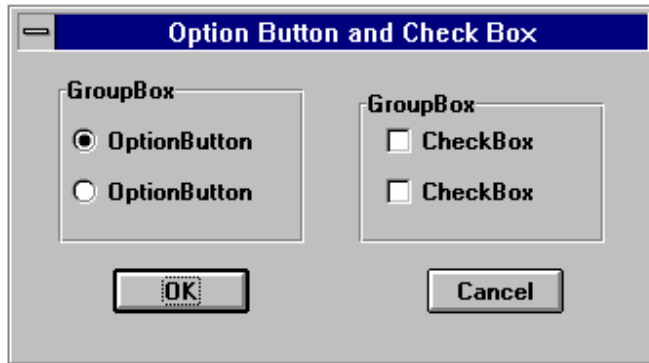 Option Button and Check Box
GroupBox
OptionButton
OptionButton
GroupBox
CheckBox
CheckBox
OK
Cancel